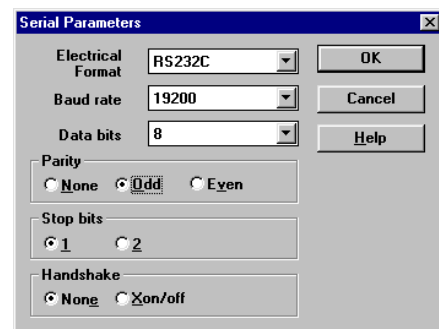 Serial Parameters
Electrical Format RS232C OK
Baud rate 19200 Cancel
Data bits 8 Help
Parity
None Odd Even
Stop bits
1 2
Handshake
None Xon/off